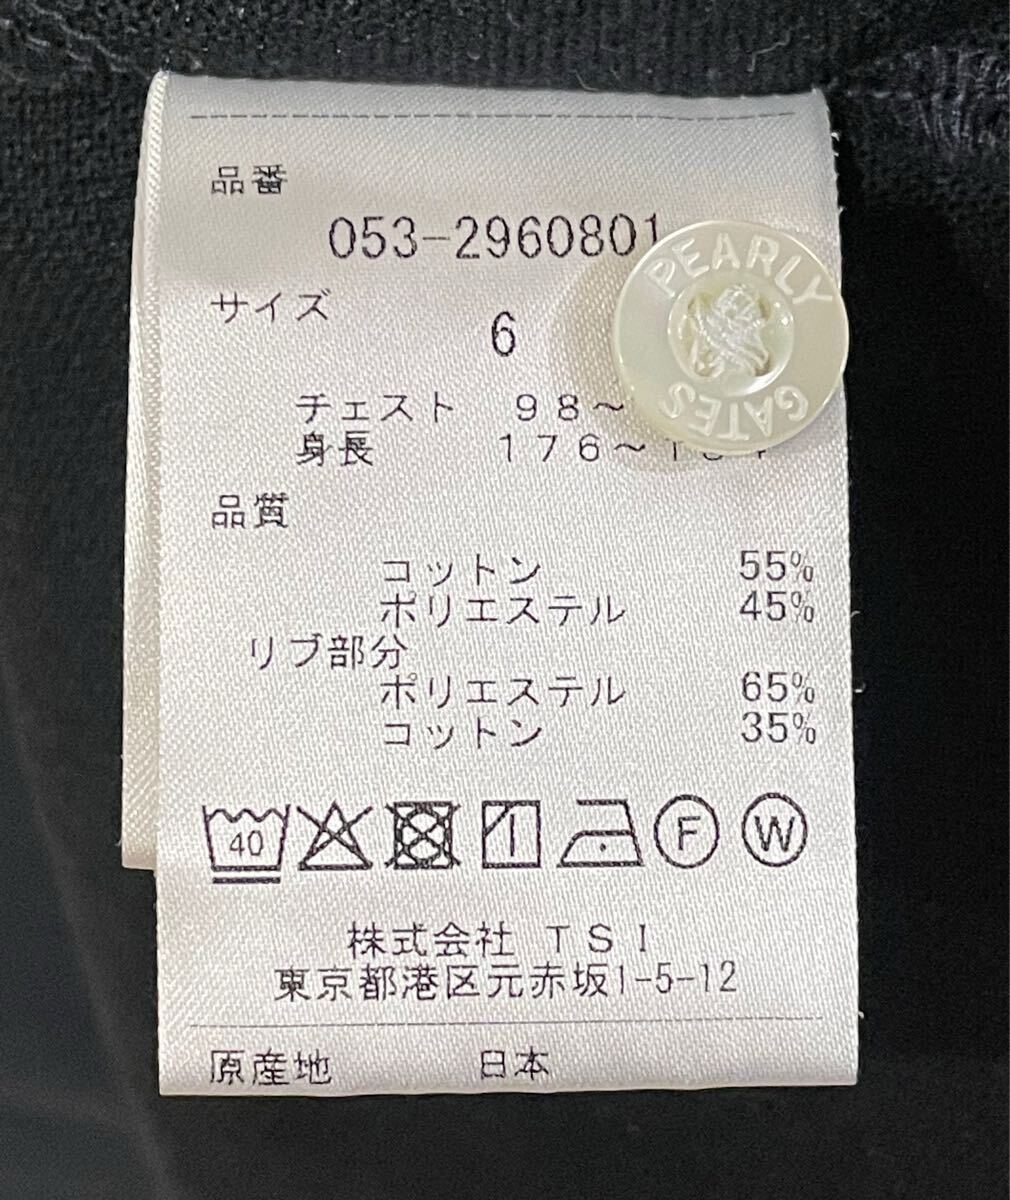 品番
053-2960801
PEARLY
GATES
サイズ
6
チェスト 98～
身長 176～1
品質
コットン 55%
ポリエステル 45%
リブ部分
ポリエステル 65%
コットン 35%
40 F W
株式会社 TSI
東京都港区元赤坂1-5-12
原産地 日本